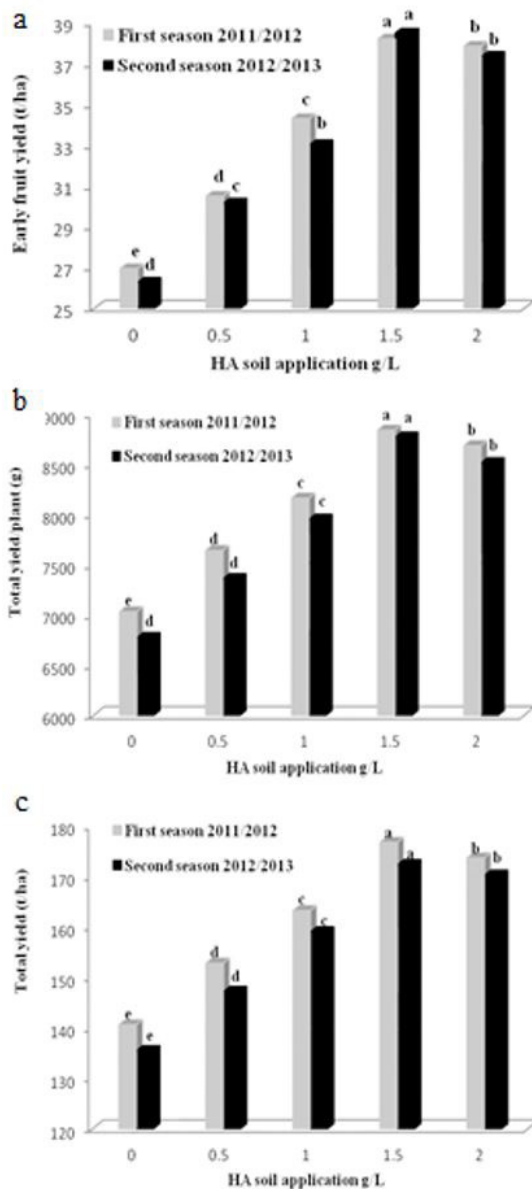 a
39
37
35
33
31
29
27
25
Early fruit yield (t/ha)
First season 2011/2012
Second season 2012/2013
e d
d c
c b
a a
b b
0 0.5 1 1.5 2
HA soil application g/L
b
9000
8500
8000
7500
7000
6500
6000
Total yield/plant (g)
First season 2011/2012
Second season 2012/2013
e d
d d
c c
a a
b b
0 0.5 1 1.5 2
HA soil application g/L
c
180
170
160
150
140
130
120
Total yield (t/ha)
First season 2011/2012
Second season 2012/2013
e e
d d
c c
a a
b b
0 0.5 1 1.5 2
HA soil application g/L